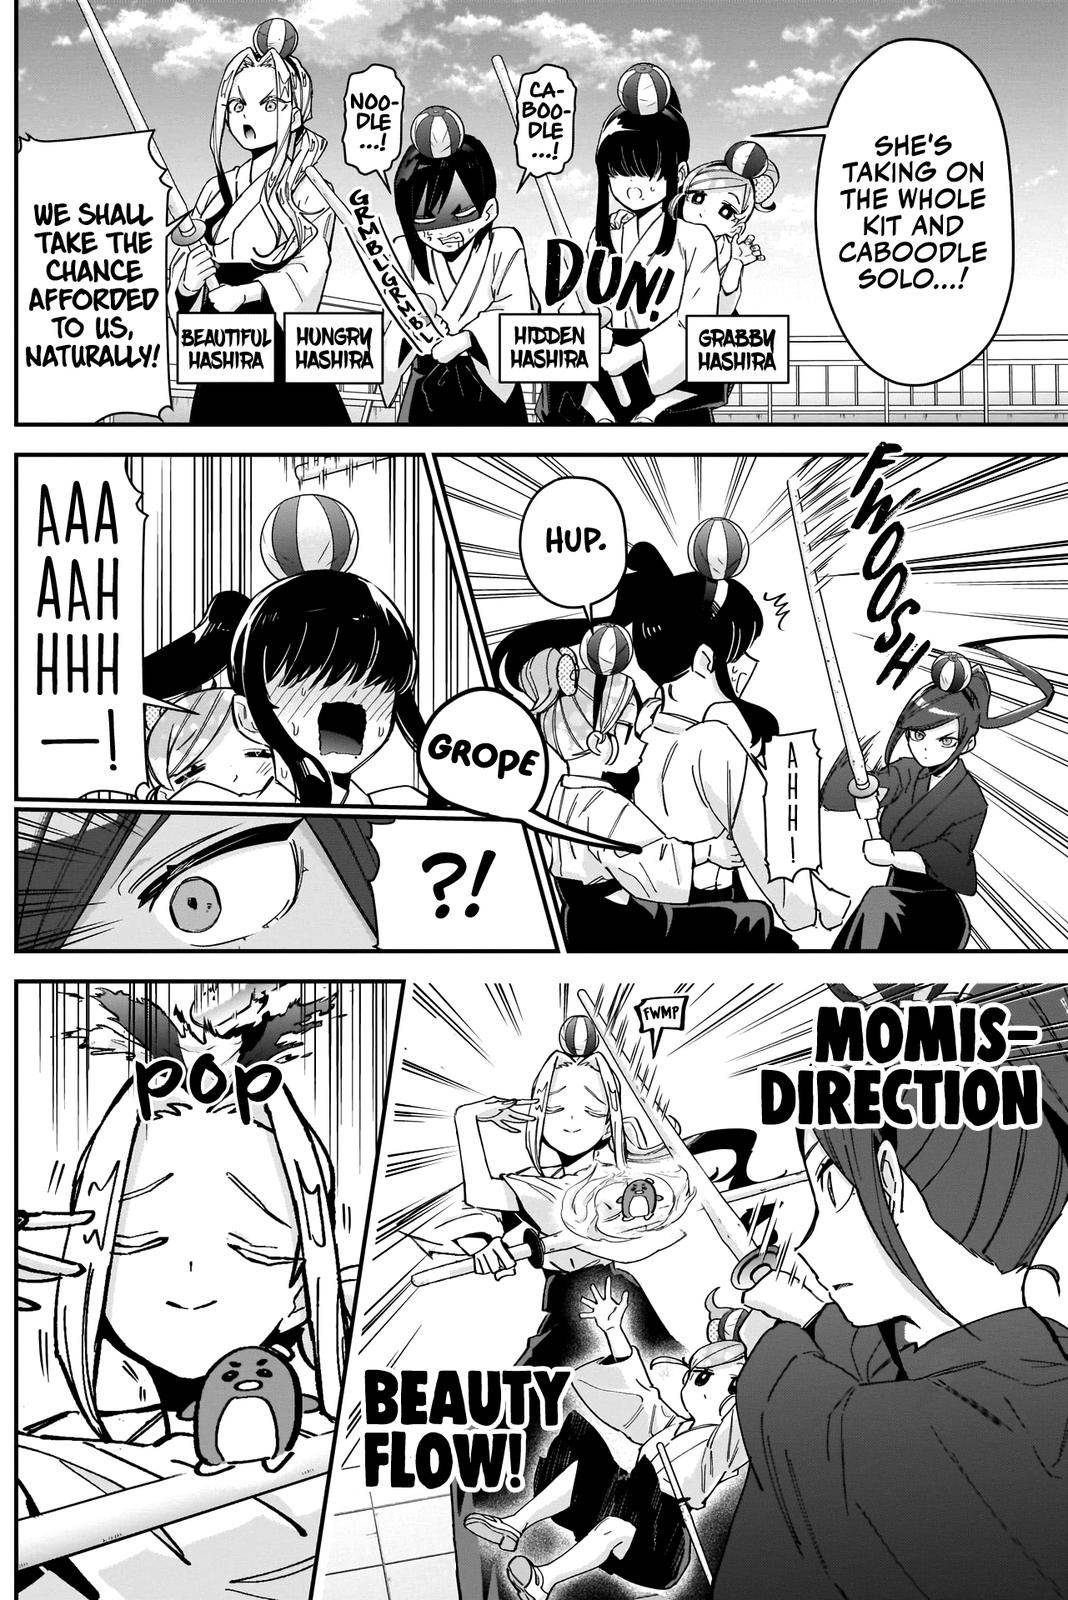 SHE'S
TAKING ON
THE WHOLE
KIT AND
CABOODLE
SOLO...!
CA-
BOO-
DLE
....!
NOO-
DLE
....!
DUN!
GRMBLGRMBL
WE SHALL
TAKE THE
CHANCE
AFFORDED
TO US,
NATURALLY!
GRABBY
HASHIRA
HIDDEN
HASHIRA
HUNGRY
HASHIRA
BEAUTIFUL
HASHIRA
FWOOSH
HUP.
AHH!
GROPE
AAA
AAH
HHH
—!
?!
MOMIS-
DIRECTION
FWMP
BEAUTY
FLOW!
POP